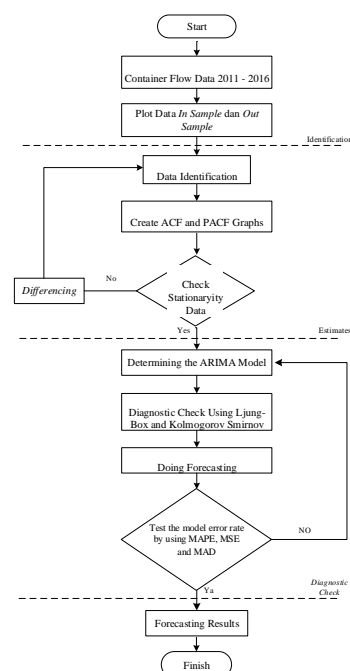 Start
Container Flow Data 2011 - 2016
Plot Data In Sample dan Out
Sample
Identification
Data Identification
Create ACF and PACF Graphs
Check
Stationaryity
Data
No
Differencing
Yes
Estimates
Determining the ARIMA Model
Diagnostic Check Using Ljung-
Box and Kolmogorov Smirnov
Doing Forecasting
Test the model error rate
by using MAPE, MSE
and MAD
NO
Ya
Diagnostic
Check
Forecasting Results
Finish